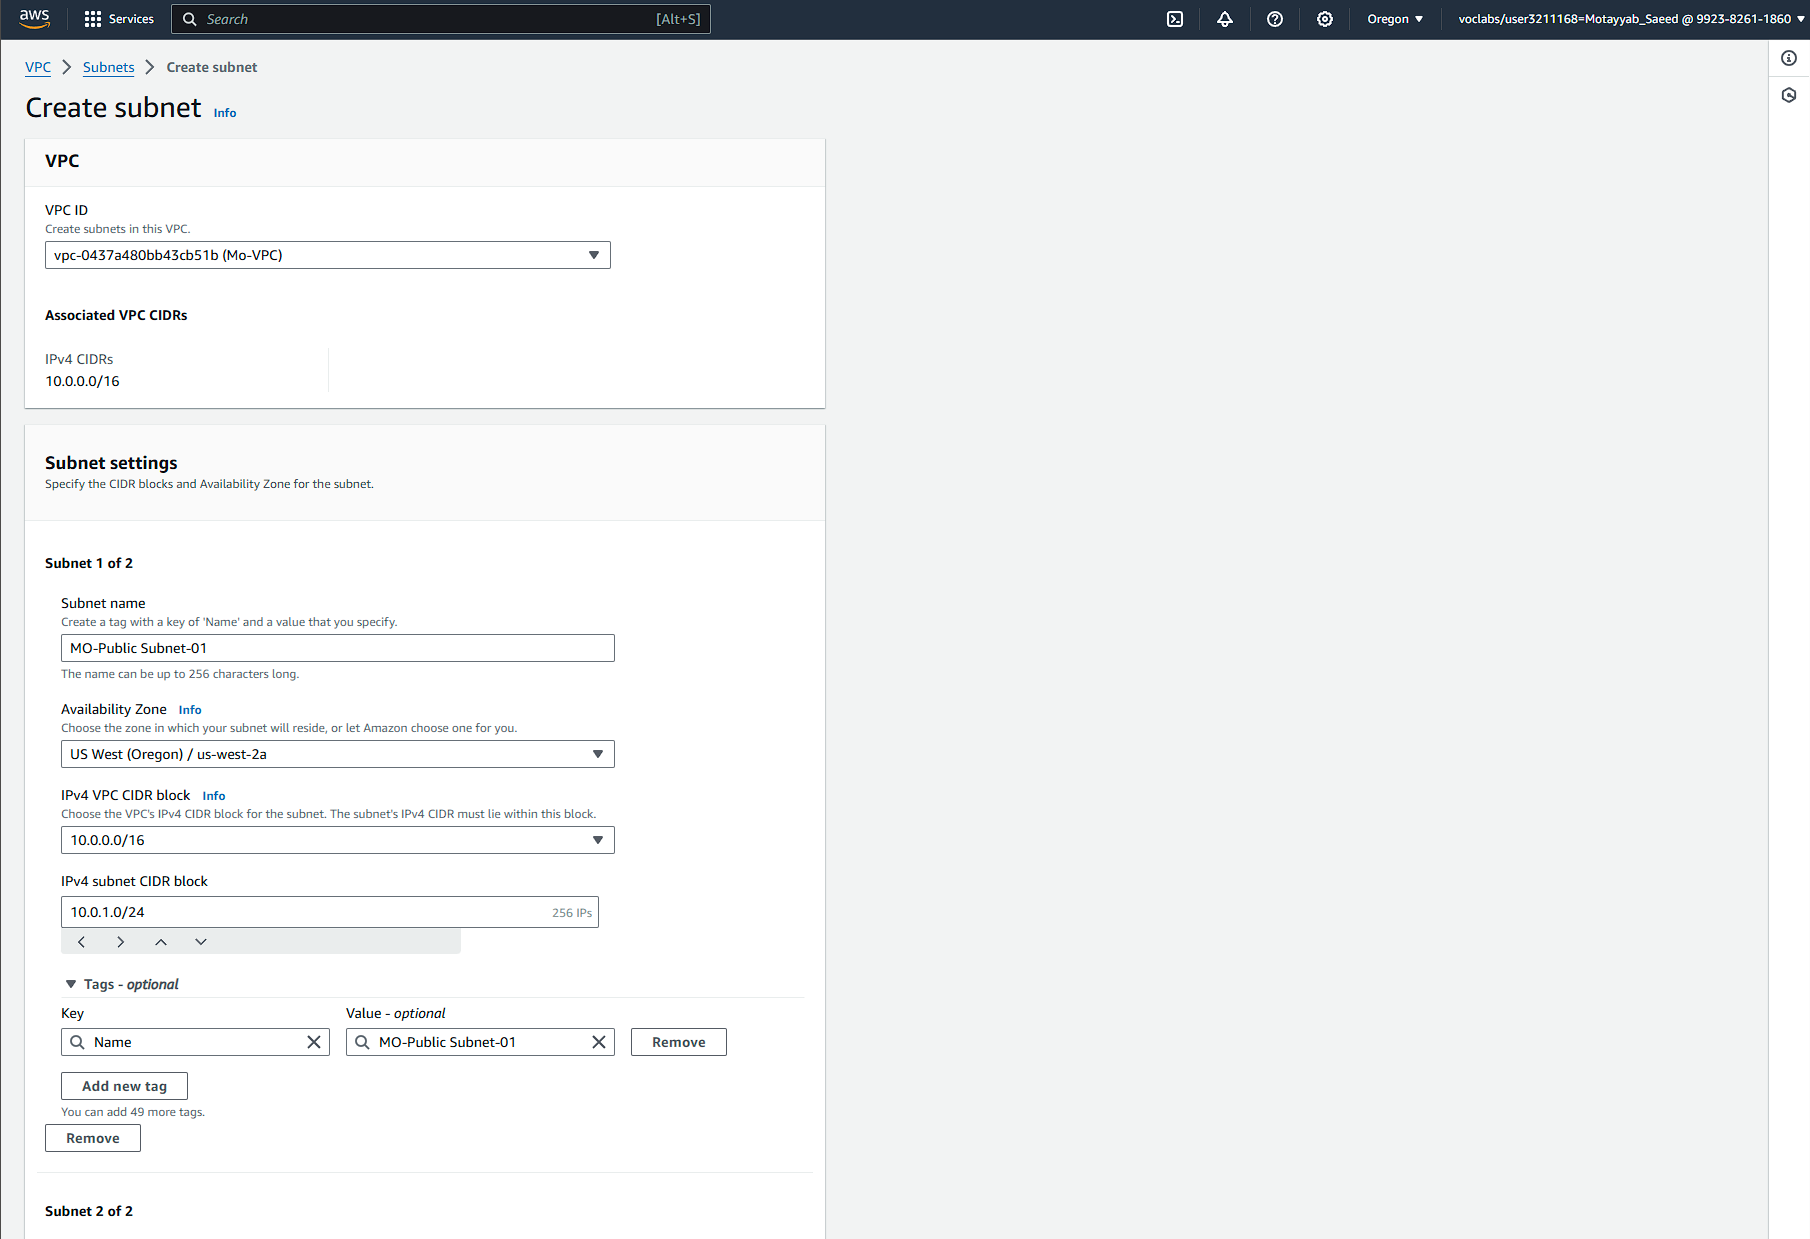 aws Services Search [Alt+S] Oregon voclabs/user3211168=Motayyab_Saeed @ 9923-8261-1860
VPC Subnets Create subnet
Create subnet Info
VPC
VPC ID
Create subnets in this VPC.
vpc-0437a480bb43cb51b (Mo-VPC)
Associated VPC CIDRs
IPv4 CIDRs
10.0.0.0/16
Subnet settings
Specify the CIDR blocks and Availability Zone for the subnet.
Subnet 1 of 2
Subnet name
Create a tag with a key of 'Name' and a value that you specify.
MO-Public Subnet-01
The name can be up to 256 characters long.
Availability Zone Info
Choose the zone in which your subnet will reside, or let Amazon choose one for you.
US West (Oregon) / us-west-2a
IPv4 VPC CIDR block Info
Choose the VPC's IPv4 CIDR block for the subnet. The subnet's IPv4 CIDR must lie within this block.
10.0.0.0/16
IPv4 subnet CIDR block
10.0.1.0/24 256 IPs
Tags - optional
Key Value - optional
Name MO-Public Subnet-01 Remove
Add new tag
You can add 49 more tags.
Remove
Subnet 2 of 2